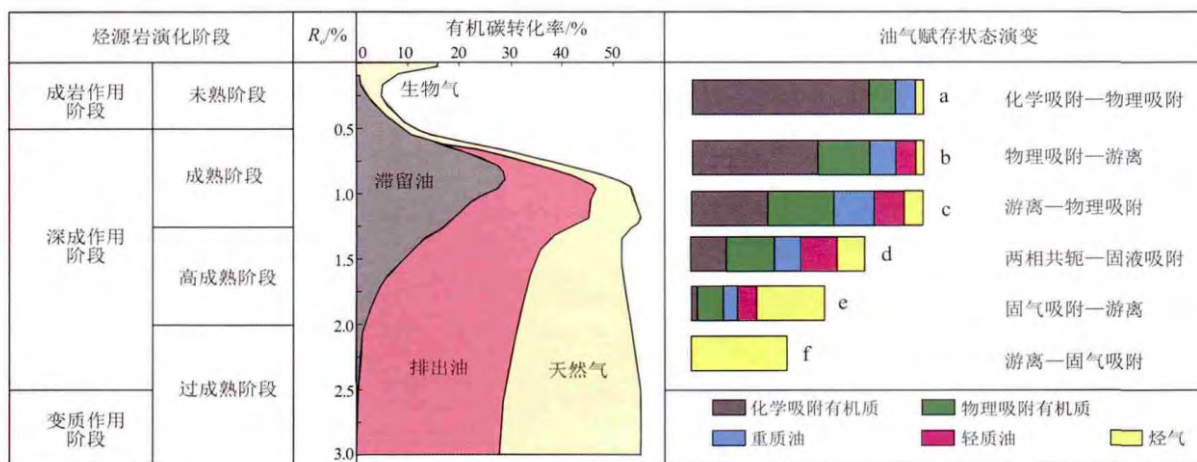 烃源岩演化阶段
Rₒ/%
有机碳转化率/%
0 10 20 30 40 50
油气赋存状态演变
成岩作用
阶段
未熟阶段
生物气
a
化学吸附—物理吸附
0.5
深成作用
阶段
成熟阶段
滞留油
b
物理吸附—游离
1.0
c
游离—物理吸附
高成熟阶段
1.5
d
两相共轭—固液吸附
e
固气吸附—游离
2.0
过成熟阶段
排出油
天然气
f
游离—固气吸附
2.5
变质作用
阶段
3.0
化学吸附有机质
物理吸附有机质
重质油
轻质油
烃气